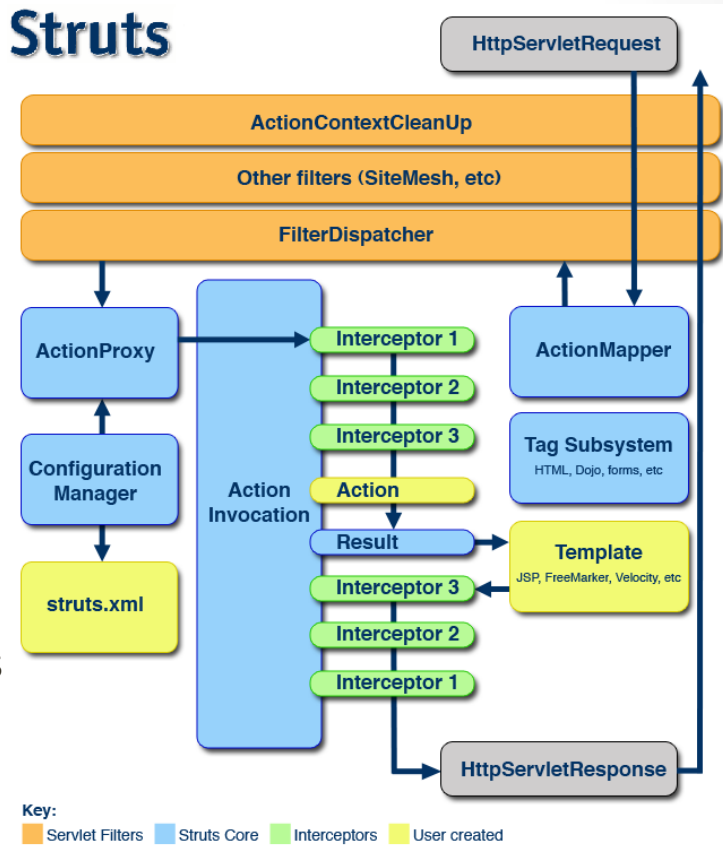 Struts
HttpServletRequest
ActionContextCleanUp
Other filters (SiteMesh, etc)
FilterDispatcher
ActionProxy
Interceptor 1
ActionMapper
Interceptor 2
Interceptor 3
Tag Subsystem
HTML, Dojo, forms, etc
Configuration
Manager
Action
Invocation
Action
Result
Template
JSP, FreeMarker, Velocity, etc
struts.xml
Interceptor 3
Interceptor 2
Interceptor 1
HttpServletResponse
Key:
Servlet Filters
Struts Core
Interceptors
User created